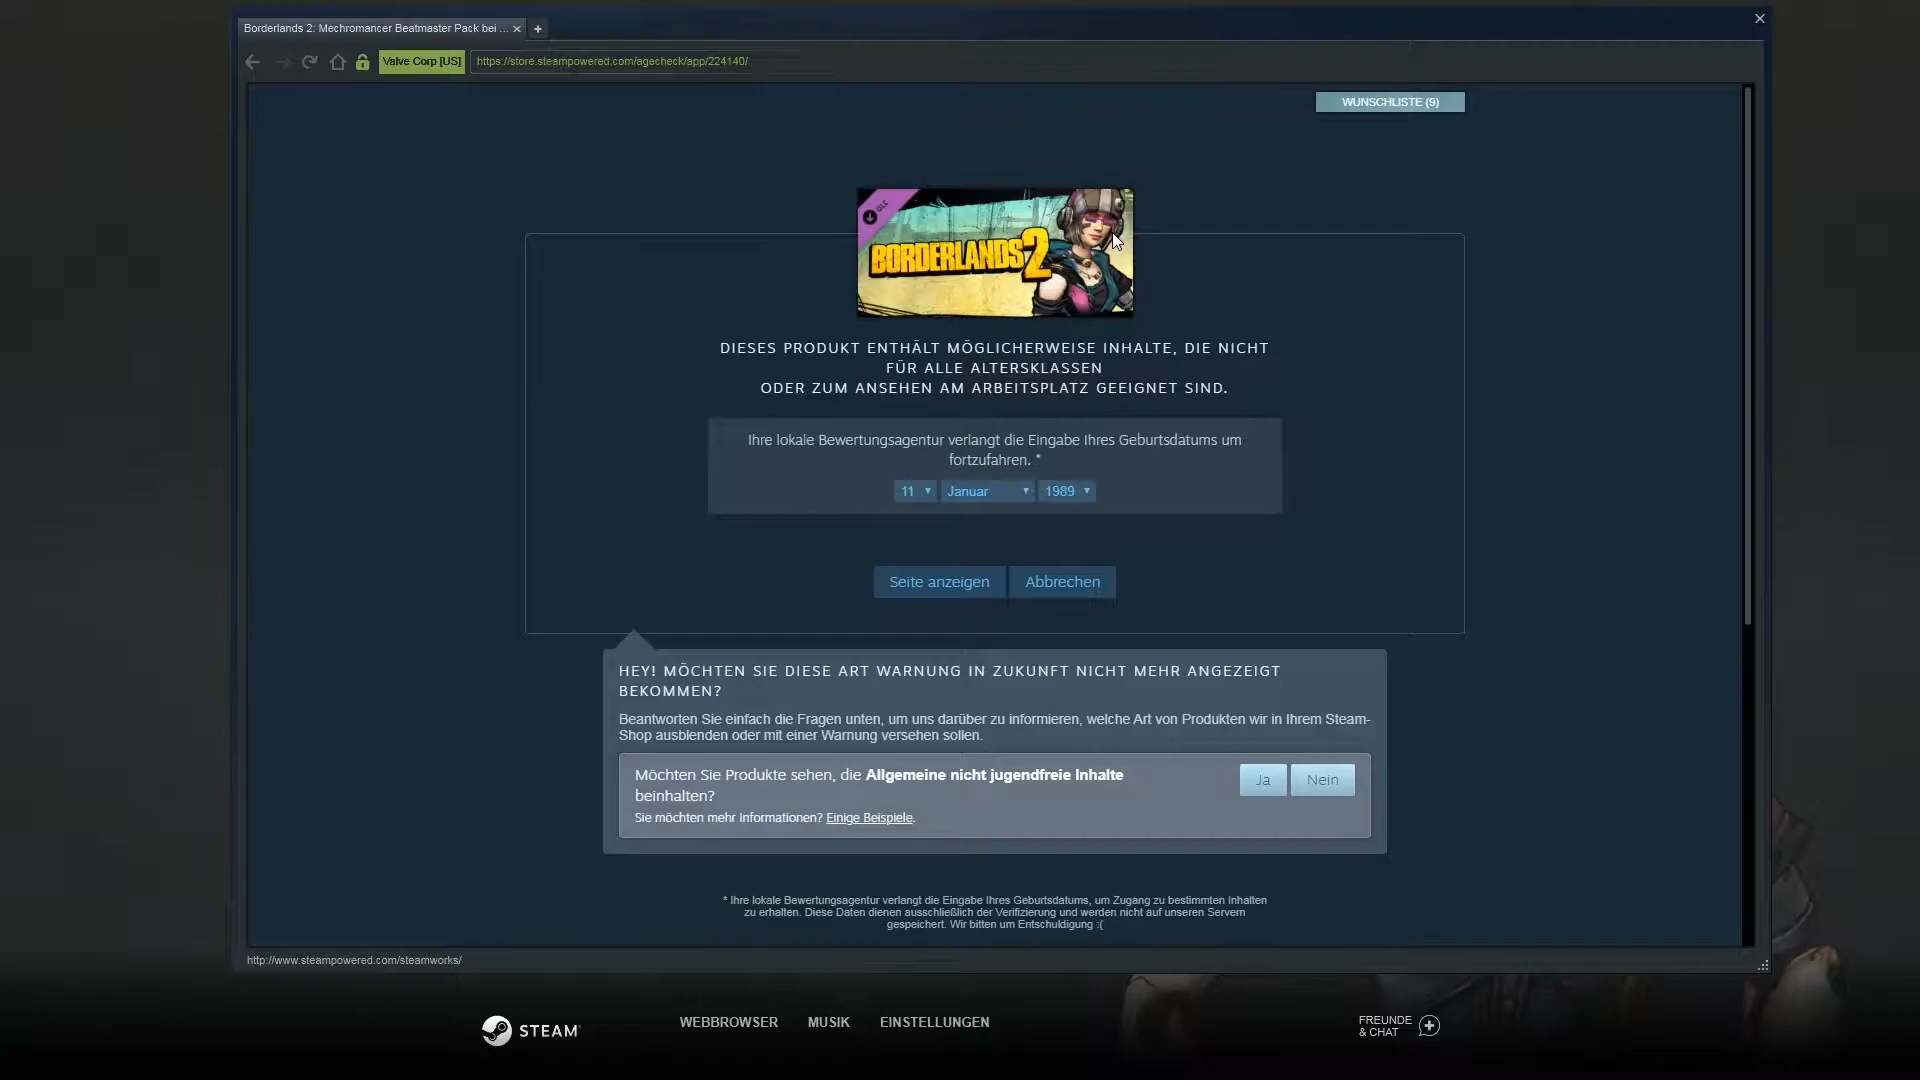 Borderlands 2: Mechromancer Beatmaster Pack bei ...
Valve Corp [US]
https://store.steampowered.com/agecheck/app/224140/
WUNSCHLISTE (9)
DLC
BORDERLANDS 2
DIESES PRODUKT ENTHÄLT MÖGLICHERWEISE INHALTE, DIE NICHT
FÜR ALLE ALTERSKLASSEN
ODER ZUM ANSEHEN AM ARBEITSPLATZ GEEIGNET SIND.
Ihre lokale Bewertungsagentur verlangt die Eingabe Ihres Geburtsdatums um
fortzufahren. *
11 Januar 1989
Seite anzeigen Abbrechen
HEY! MÖCHTEN SIE DIESE ART WARNUNG IN ZUKUNFT NICHT MEHR ANGEZEIGT
BEKOMMEN?
Beantworten Sie einfach die Fragen unten, um uns darüber zu informieren, welche Art von Produkten wir in Ihrem Steam-
Shop ausblenden oder mit einer Warnung versehen sollen.
Möchten Sie Produkte sehen, die Allgemeine nicht jugendfreie Inhalte
beinhalten?
Ja Nein
Sie möchten mehr Informationen? Einige Beispiele.
* Ihre lokale Bewertungsagentur verlangt die Eingabe Ihres Geburtsdatums, um Zugang zu bestimmten Inhalten
zu erhalten. Diese Daten dienen ausschließlich der Verifizierung und werden nicht auf unseren Servern
gespeichert. Wir bitten um Entschuldigung :(
http://www.steampowered.com/steamworks/
STEAM
WEBBROWSER MUSIK EINSTELLUNGEN
FREUNDE
& CHAT